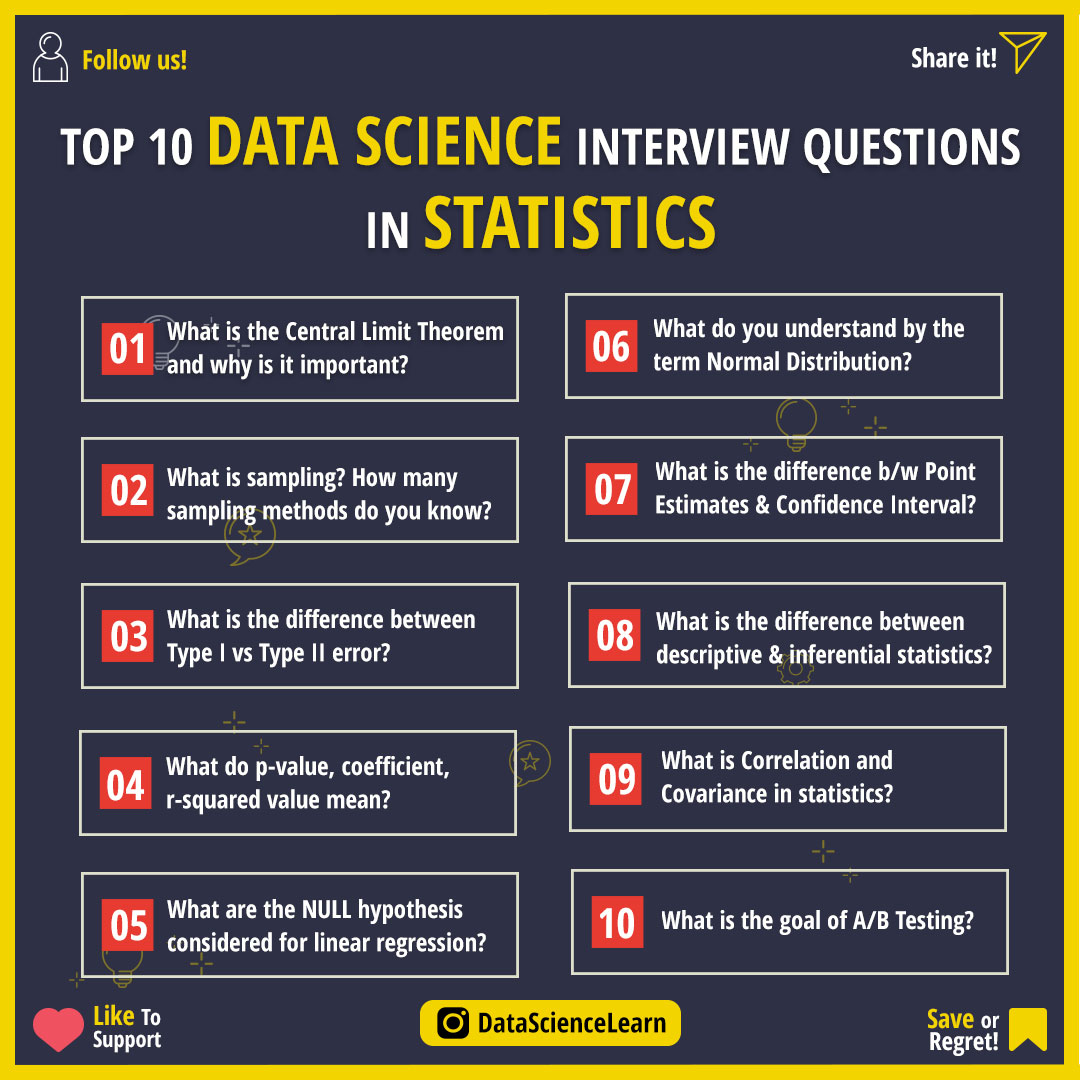 Follow us!
Share it!
TOP 10 DATA SCIENCE INTERVIEW QUESTIONS
IN STATISTICS
01
What is the Central Limit Theorem
and why is it important?
02
What is sampling? How many
sampling methods do you know?
03
What is the difference between
Type I vs Type II error?
04
What do p-value, coefficient,
r-squared value mean?
05
What are the NULL hypothesis
considered for linear regression?
06
What do you understand by the
term Normal Distribution?
07
What is the difference b/w Point
Estimates & Confidence Interval?
08
What is the difference between
descriptive & inferential statistics?
09
What is Correlation and
Covariance in statistics?
10
What is the goal of A/B Testing?
Like To
Support
DataScienceLearn
Save or
Regret!